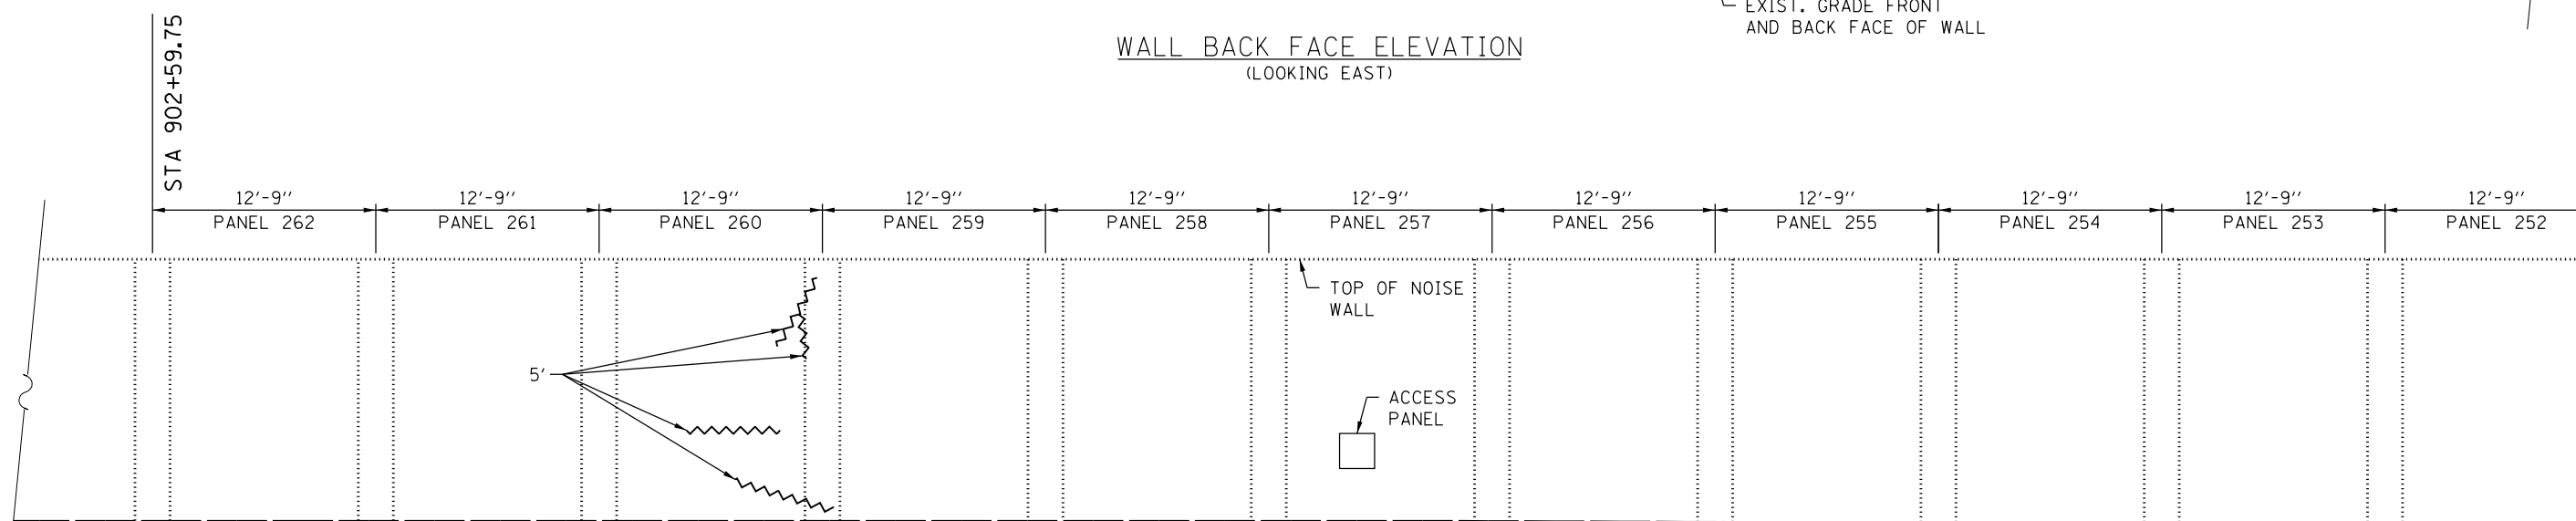 EXIST. GRADE FRONT
AND BACK FACE OF WALL
WALL BACK FACE ELEVATION
(LOOKING EAST)
STA 902+59.75
12'-9'' 12'-9'' 12'-9'' 12'-9'' 12'-9'' 12'-9'' 12'-9'' 12'-9'' 12'-9'' 12'-9'' 12'-9''
PANEL 262 PANEL 261 PANEL 260 PANEL 259 PANEL 258 PANEL 257 PANEL 256 PANEL 255 PANEL 254 PANEL 253 PANEL 252
TOP OF NOISE
WALL
5'
ACCESS
PANEL